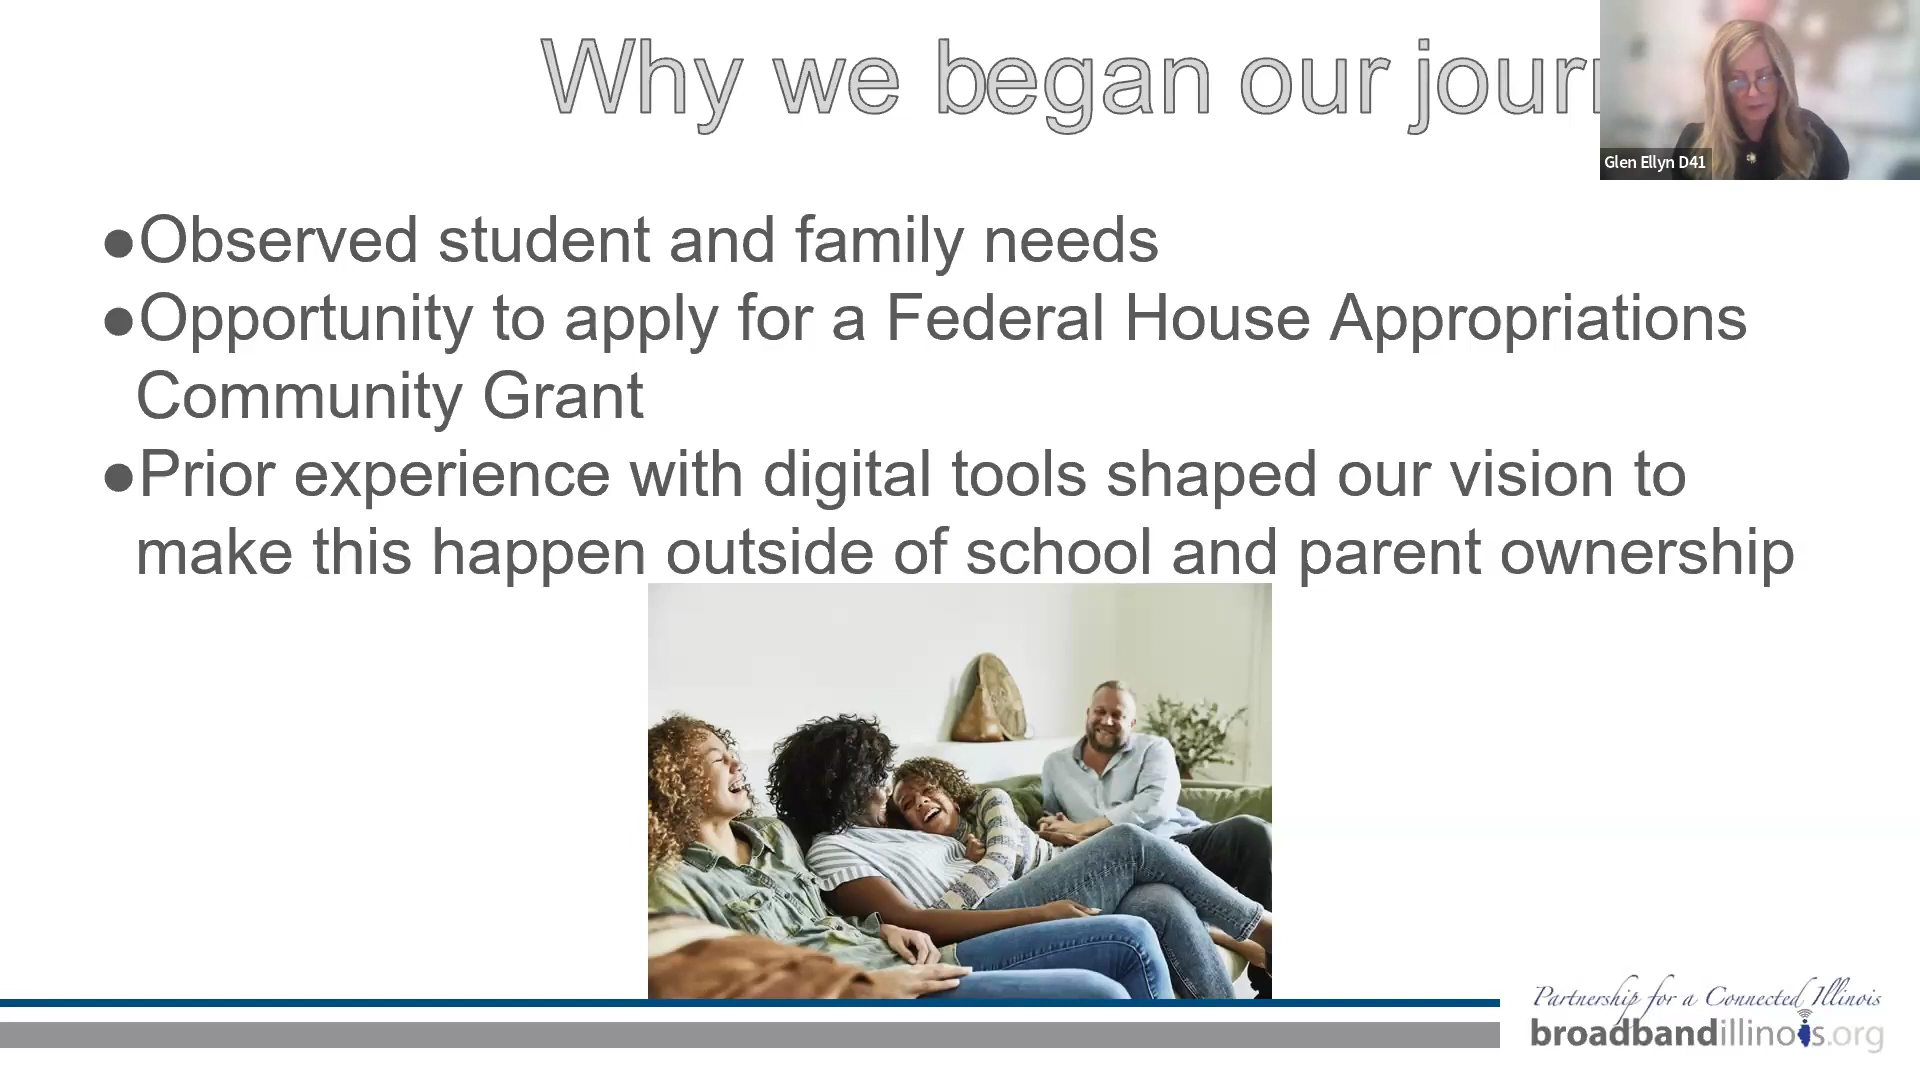 Why we began our jour
Glen Ellyn D41
●Observed student and family needs
●Opportunity to apply for a Federal House Appropriations
Community Grant
●Prior experience with digital tools shaped our vision to
make this happen outside of school and parent ownership
Partnership for a Connected Illinois
broadbandillinois.org